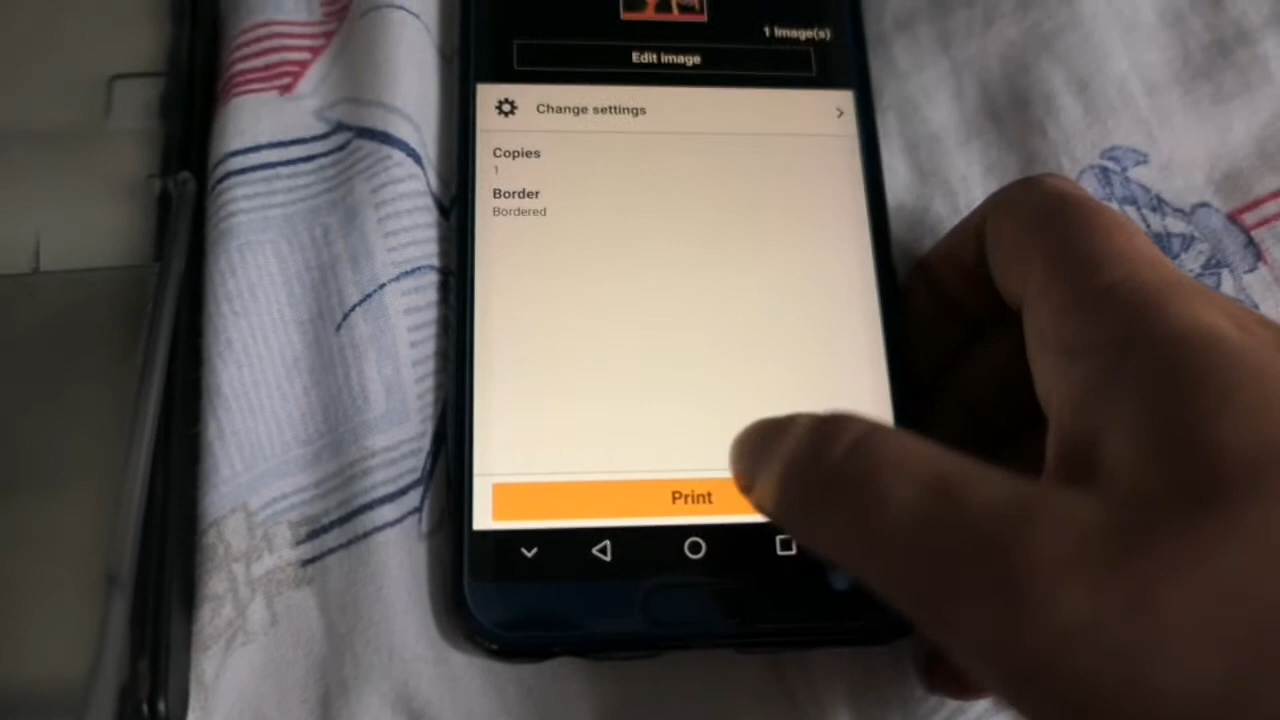 1 Image(s)
Edit image
Change settings
Copies
1
Border
Bordered
Print